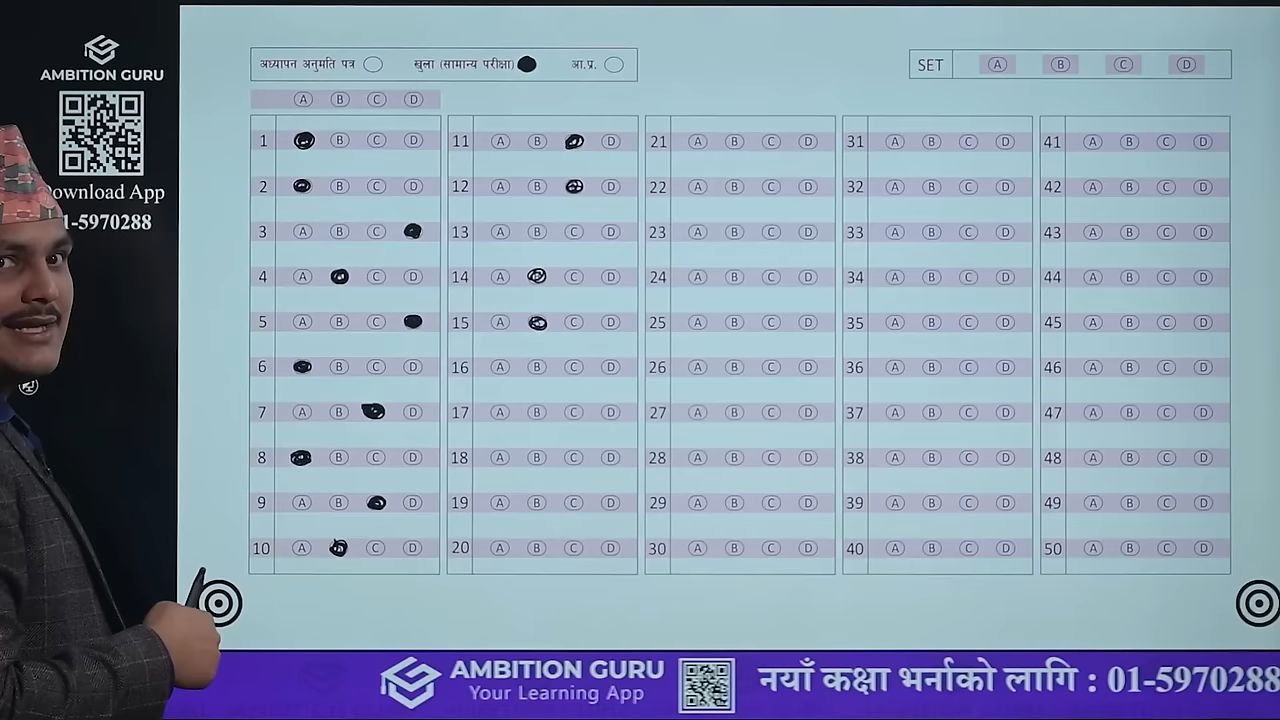 AMBITION GURU
ownload App
1-5970288
अध्यापन अनुमति पत्र
खुला (सामान्य परीक्षा)
आ.प्र.
SET A B C D
A B C D
1 B C D
2 B C D
3 A B C
4 A C D
5 A B C
6 B C D
7 A B D
8 B C D
9 A B D
10 A C D
11 A B D
12 A B D
13 A B C D
14 A C D
15 A C D
16 A B C D
17 A B C D
18 A B C D
19 A B C D
20 A B C D
21 A B C D
22 A B C D
23 A B C D
24 A B C D
25 A B C D
26 A B C D
27 A B C D
28 A B C D
29 A B C D
30 A B C D
31 A B C D
32 A B C D
33 A B C D
34 A B C D
35 A B C D
36 A B C D
37 A B C D
38 A B C D
39 A B C D
40 A B C D
41 A B C D
42 A B C D
43 A B C D
44 A B C D
45 A B C D
46 A B C D
47 A B C D
48 A B C D
49 A B C D
50 A B C D
AMBITION GURU
Your Learning App
नयाँ कक्षा भर्नाको लागि : 01-5970288